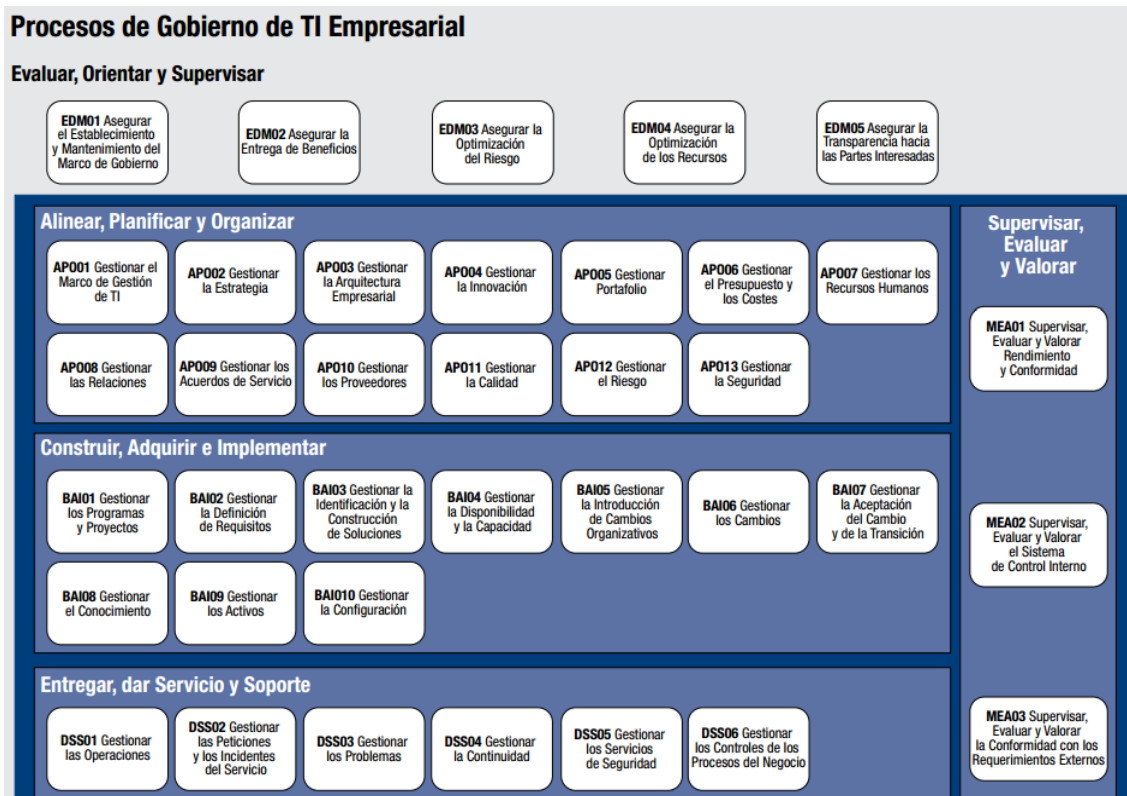 Procesos de Gobierno de TI Empresarial
Evaluar, Orientar y Supervisar
EDM01 Asegurar
el Establecimiento
y Mantenimiento del
Marco de Gobierno
EDM02 Asegurar la
Entrega de Beneficios
EDM03 Asegurar la
Optimización
del Riesgo
EDM04 Asegurar la
Optimización
de los Recursos
EDM05 Asegurar la
Transparencia hacia
las Partes Interesadas
Alinear, Planificar y Organizar
APO01 Gestionar el
Marco de Gestión
de TI
APO02 Gestionar
la Estrategia
APO03 Gestionar
la Arquitectura
Empresarial
APO04 Gestionar
la Innovación
APO05 Gestionar
Portafolio
APO06 Gestionar
el Presupuesto y
los Costes
APO07 Gestionar los
Recursos Humanos
APO08 Gestionar
las Relaciones
APO09 Gestionar los
Acuerdos de Servicio
APO10 Gestionar
los Proveedores
APO11 Gestionar
la Calidad
APO12 Gestionar
el Riesgo
APO13 Gestionar
la Seguridad
Construir, Adquirir e Implementar
BAI01 Gestionar
los Programas
y Proyectos
BAI02 Gestionar
la Definición
de Requisitos
BAI03 Gestionar la
Identificación y la
Construcción
de Soluciones
BAI04 Gestionar
la Disponibilidad
y la Capacidad
BAI05 Gestionar
la Introducción
de Cambios
Organizativos
BAI06 Gestionar
los Cambios
BAI07 Gestionar
la Aceptación
del Cambio
y de la Transición
BAI08 Gestionar
el Conocimiento
BAI09 Gestionar
los Activos
BAI010 Gestionar
la Configuración
Entregar, dar Servicio y Soporte
DSS01 Gestionar
las Operaciones
DSS02 Gestionar
las Peticiones
y los Incidentes
del Servicio
DSS03 Gestionar
los Problemas
DSS04 Gestionar
la Continuidad
DSS05 Gestionar
los Servicios
de Seguridad
DSS06 Gestionar
los Controles de los
Procesos del Negocio
Supervisar,
Evaluar
y Valorar
MEA01 Supervisar,
Evaluar y Valorar
Rendimiento
y Conformidad
MEA02 Supervisar,
Evaluar y Valorar
el Sistema
de Control Interno
MEA03 Supervisar,
Evaluar y Valorar
la Conformidad con los
Requerimientos Externos